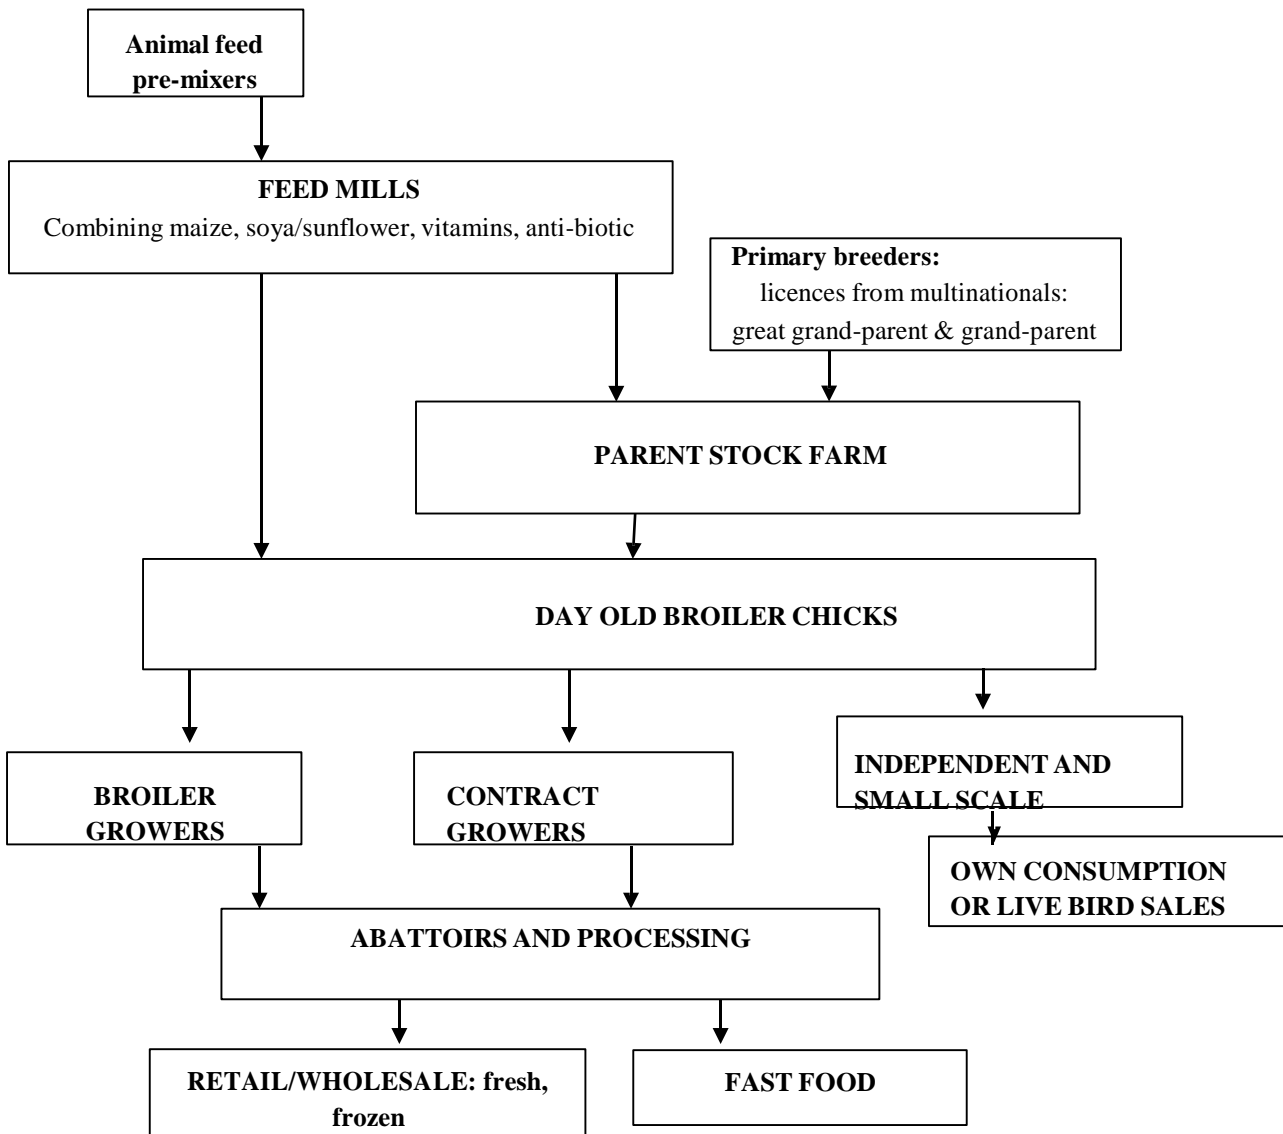 Animal feed
pre-mixers
FEED MILLS
Combining maize, soya/sunflower, vitamins, anti-biotic
Primary breeders:
licences from multinationals:
great grand-parent & grand-parent
PARENT STOCK FARM
DAY OLD BROILER CHICKS
BROILER
GROWERS
CONTRACT
GROWERS
INDEPENDENT AND
SMALL SCALE
OWN CONSUMPTION
OR LIVE BIRD SALES
ABATTOIRS AND PROCESSING
RETAIL/WHOLESALE: fresh,
frozen
FAST FOOD